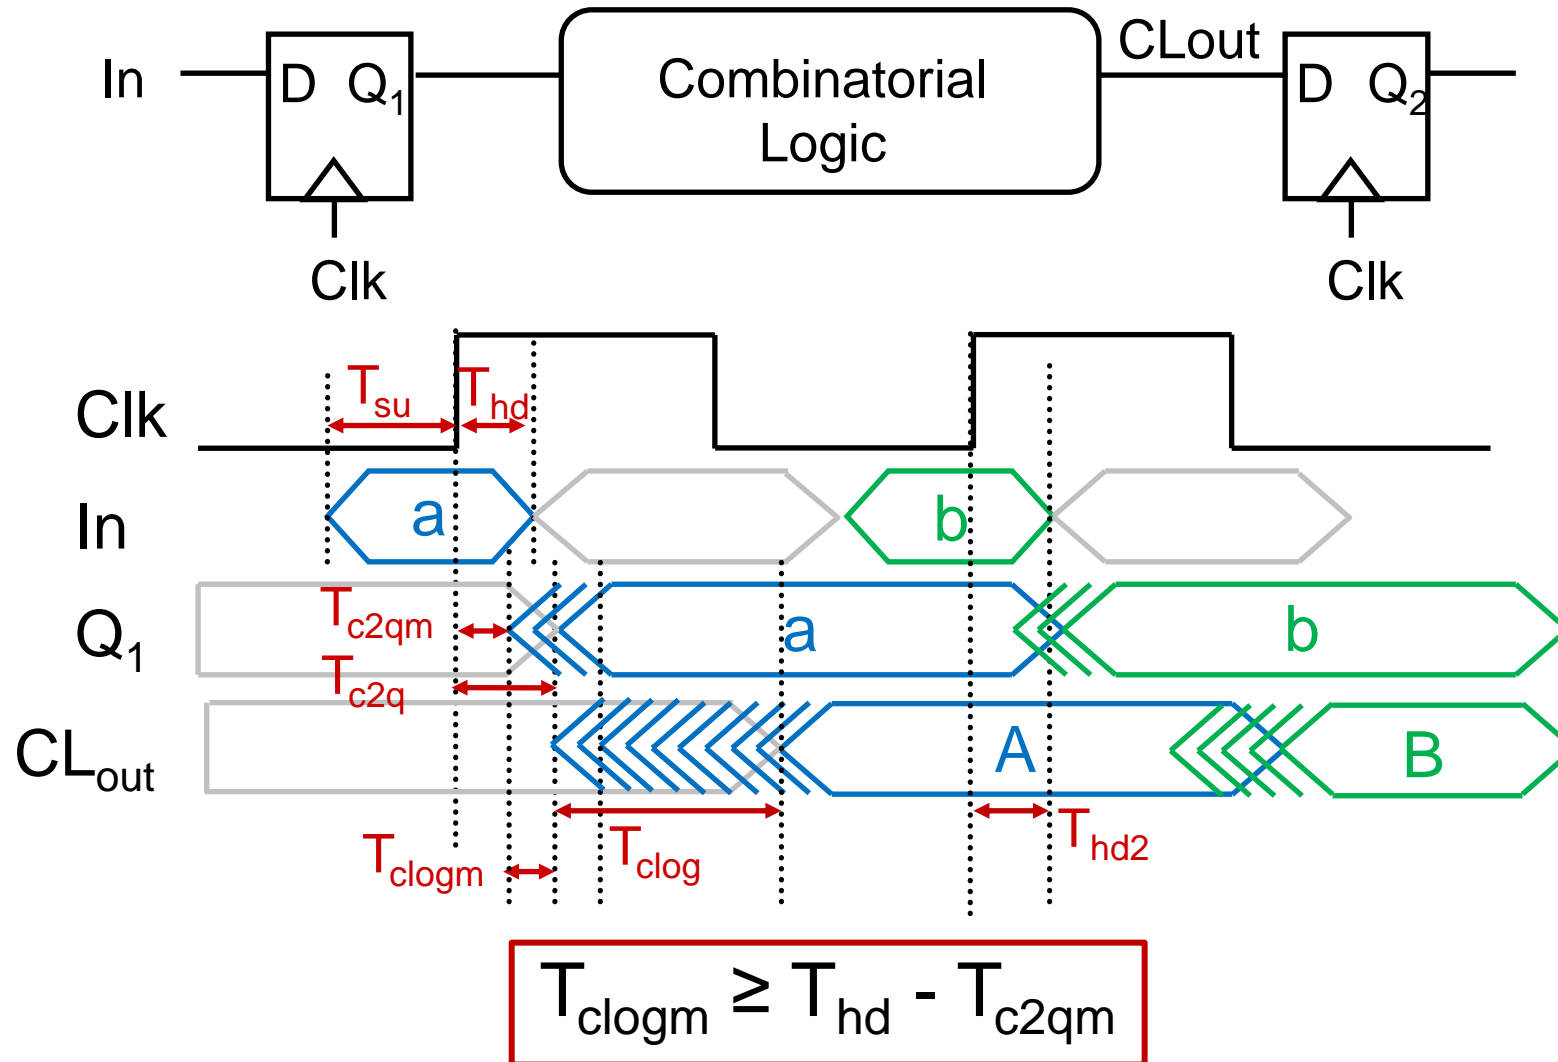 In
D Q1
Combinatorial
Logic
CLout
D Q2
Clk
Clk
Clk
Tsu
Thd
In
a
b
Q1
Tc2qm
Tc2q
a
b
CLout
A
B
Tclogm
Tclog
Thd2
Tclogm ≥ Thd - Tc2qm